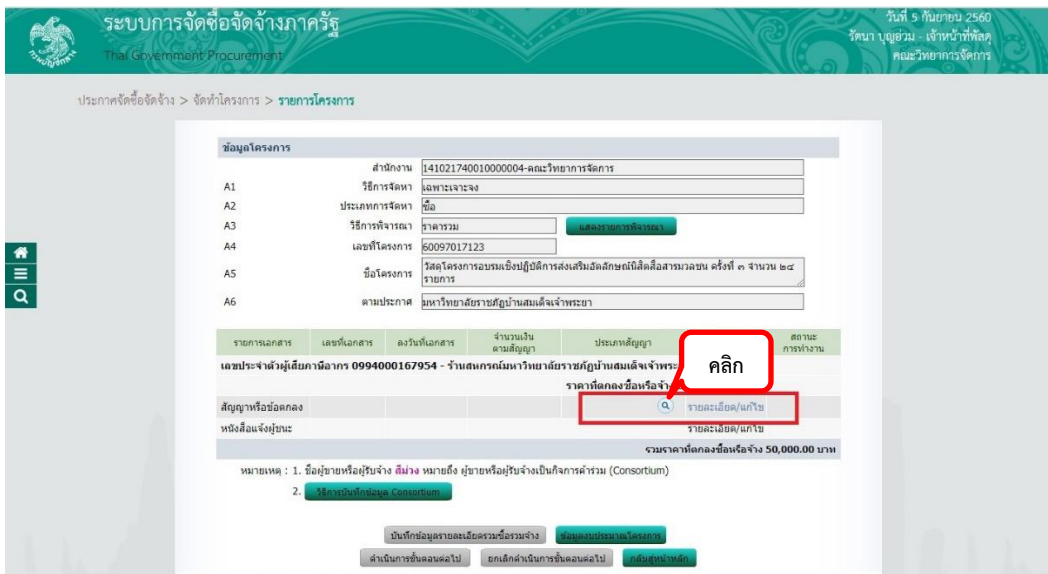 ระบบการจัดซื้อจัดจ้างภาครัฐ
Thai Government Procurement
วันที่ 5 กันยายน 2560
รัตนา บุญอ่วม - เจ้าหน้าที่พัสดุ
คณะวิทยาการจัดการ
กรมบัญชีกลาง
ประกาศจัดซื้อจัดจ้าง > จัดทำโครงการ > รายการโครงการ
ข้อมูลโครงการ
สำนักงาน 141021740010000004-คณะวิทยาการจัดการ
A1 วิธีการจัดหา เฉพาะเจาะจง
A2 ประเภทการจัดหา ซื้อ
A3 วิธีการพิจารณา ราคารวม แสดงรายการพิจารณา
A4 เลขที่โครงการ 60097017123
A5 ชื่อโครงการ วัสดุโครงการอบรมเชิงปฏิบัติการส่งเสริมอัตลักษณ์นิสิตสื่อสารมวลชน ครั้งที่ ๓ จำนวน ๒๔
รายการ
A6 ตามประกาศ มหาวิทยาลัยราชภัฏบ้านสมเด็จเจ้าพระยา
รายการเอกสาร เลขที่เอกสาร ลงวันที่เอกสาร จำนวนเงินตามสัญญา ประเภทสัญญา สถานะการทำงาน
เลขประจำตัวผู้เสียภาษีอากร 0994000167954 - ร้านสหกรณ์มหาวิทยาลัยราชภัฏบ้านสมเด็จเจ้าพระ
คลิก
ราคาที่ตกลงซื้อหรือจ้าง
สัญญาหรือข้อตกลง รายละเอียด/แก้ไข
หนังสือแจ้งผู้ชนะ รายละเอียด/แก้ไข
รวมราคาที่ตกลงซื้อหรือจ้าง 50,000.00 บาท
หมายเหตุ : 1. ชื่อผู้ขายหรือผู้รับจ้าง สีม่วง หมายถึง ผู้ขายหรือผู้รับจ้างเป็นกิจการค้าร่วม (Consortium)
2. วิธีการบันทึกข้อมูล Consortium
บันทึกข้อมูลรายละเอียดรวมซื้อรวมจ้าง ข้อมูลงบประมาณโครงการ
ดำเนินการขั้นตอนต่อไป ยกเลิกดำเนินการขั้นตอนต่อไป กลับสู่หน้าหลัก